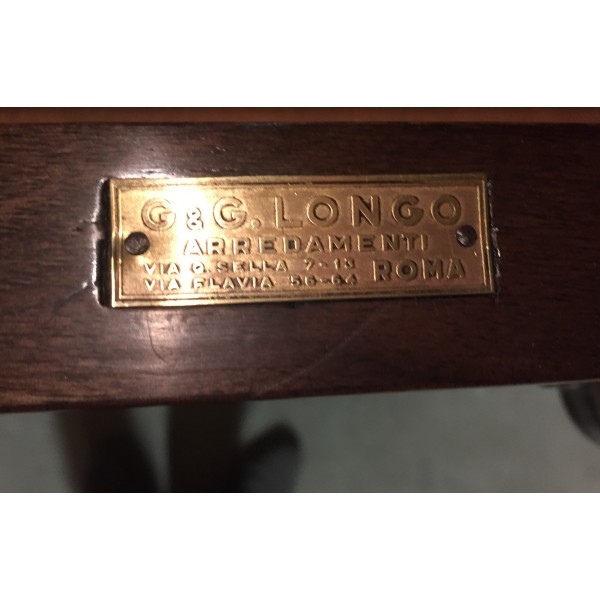 G & G. LONGO
ARREDAMENTI
VIA Q. SELLA 7-13 ROMA
VIA FLAVIA 56-64